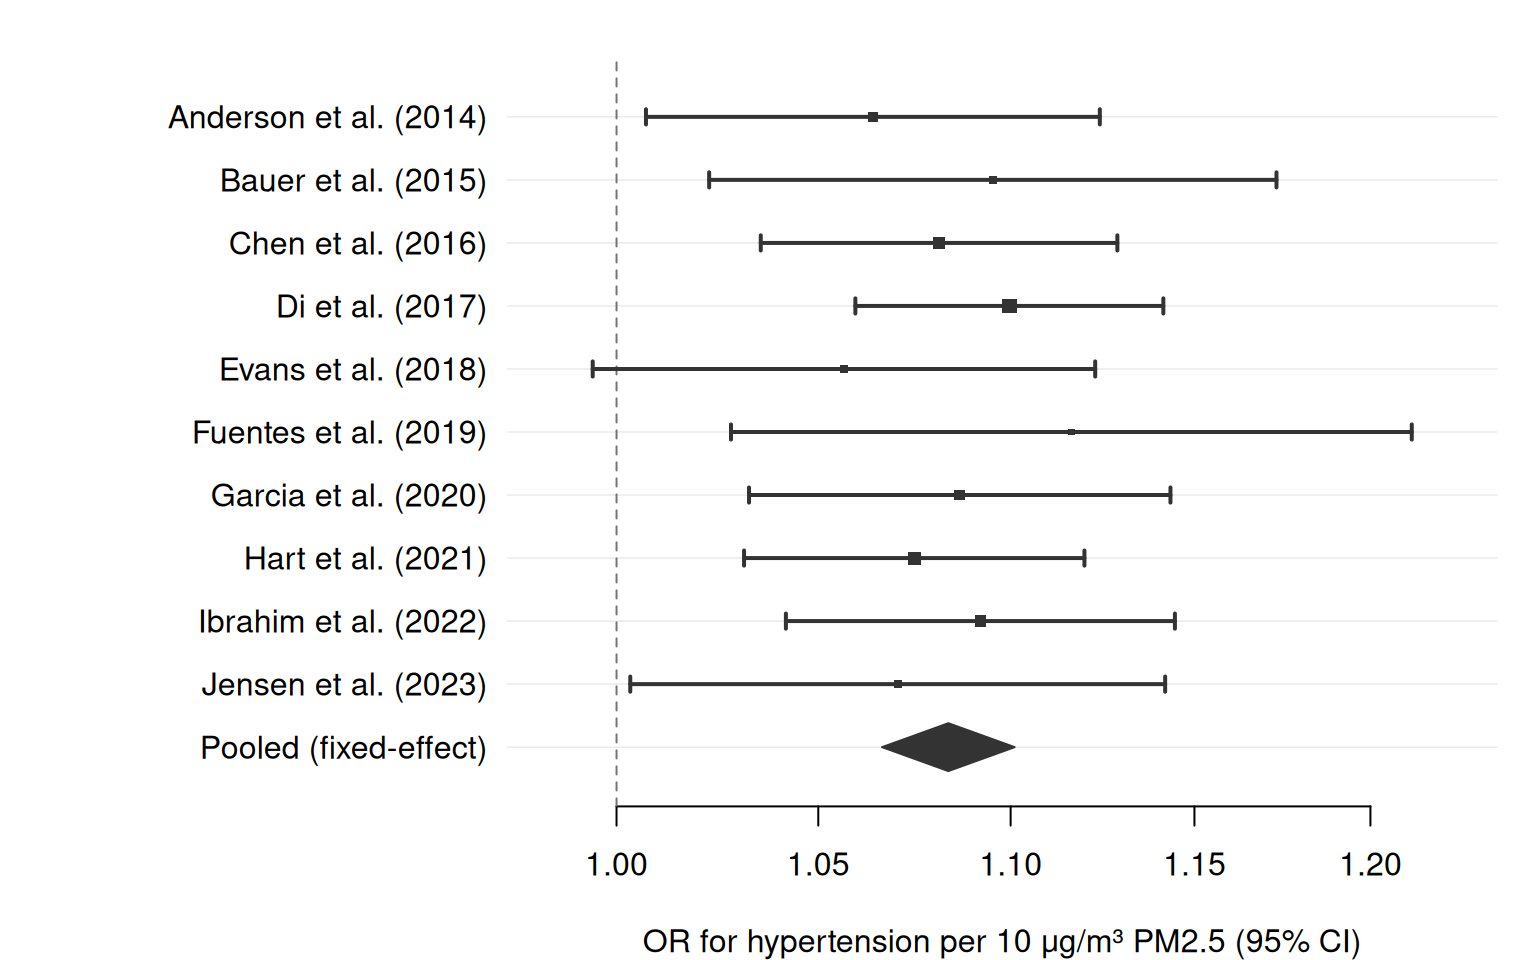 Anderson et al. (2014)
Bauer et al. (2015)
Chen et al. (2016)
Di et al. (2017)
Evans et al. (2018)
Fuentes et al. (2019)
Garcia et al. (2020)
Hart et al. (2021)
Ibrahim et al. (2022)
Jensen et al. (2023)
Pooled (fixed-effect)
1.00 1.05 1.10 1.15 1.20
OR for hypertension per 10 µg/m³ PM2.5 (95% CI)